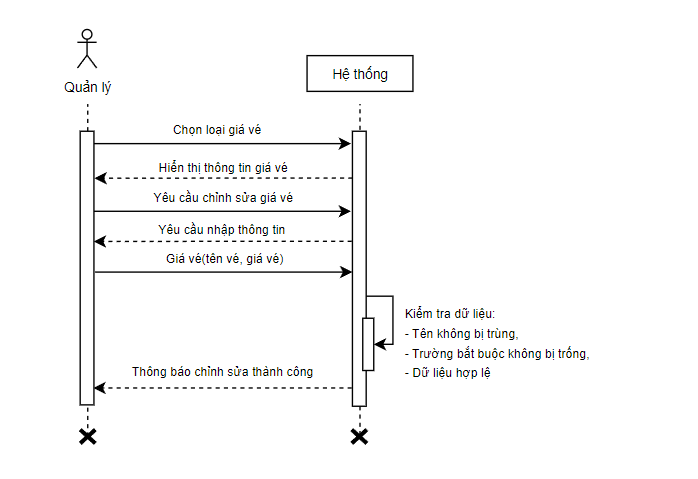 Quản lý
Hệ thống
Chọn loại giá vé
Hiển thị thông tin giá vé
Yêu cầu chỉnh sửa giá vé
Yêu cầu nhập thông tin
Giá vé(tên vé, giá vé)
Kiểm tra dữ liệu:
- Tên không bị trùng,
- Trường bắt buộc không bị trống,
- Dữ liệu hợp lệ
Thông báo chỉnh sửa thành công